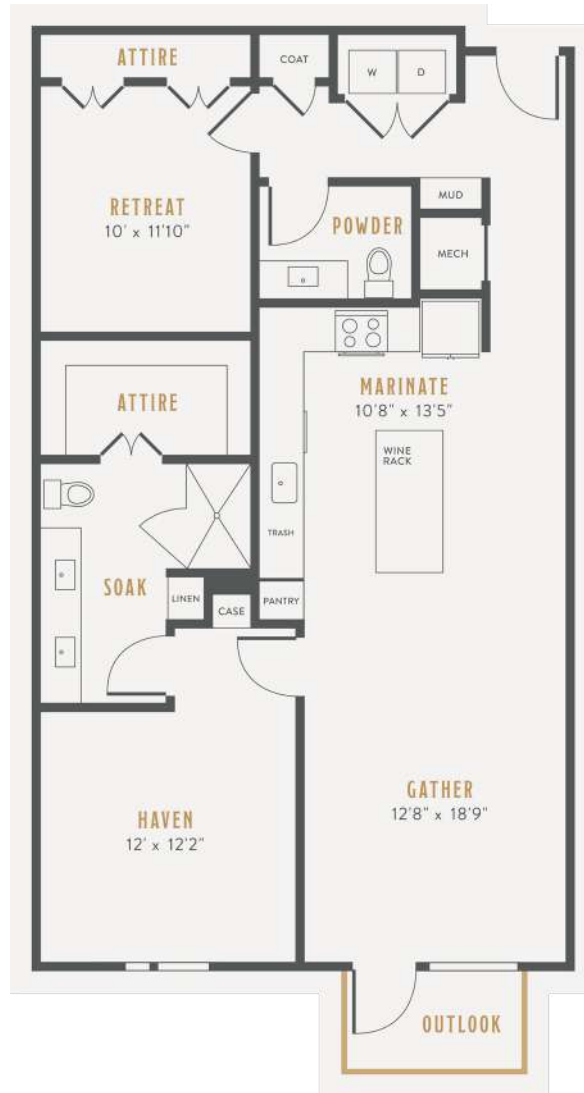 ATTIRE
COAT
W
D
RETREAT
10' x 11'10"
POWDER
MUD
MECH
MARINATE
10'8" x 13'5"
ATTIRE
WINE
RACK
TRASH
SOAK
LINEN
CASE
PANTRY
GATHER
12'8" x 18'9"
HAVEN
12' x 12'2"
OUTLOOK